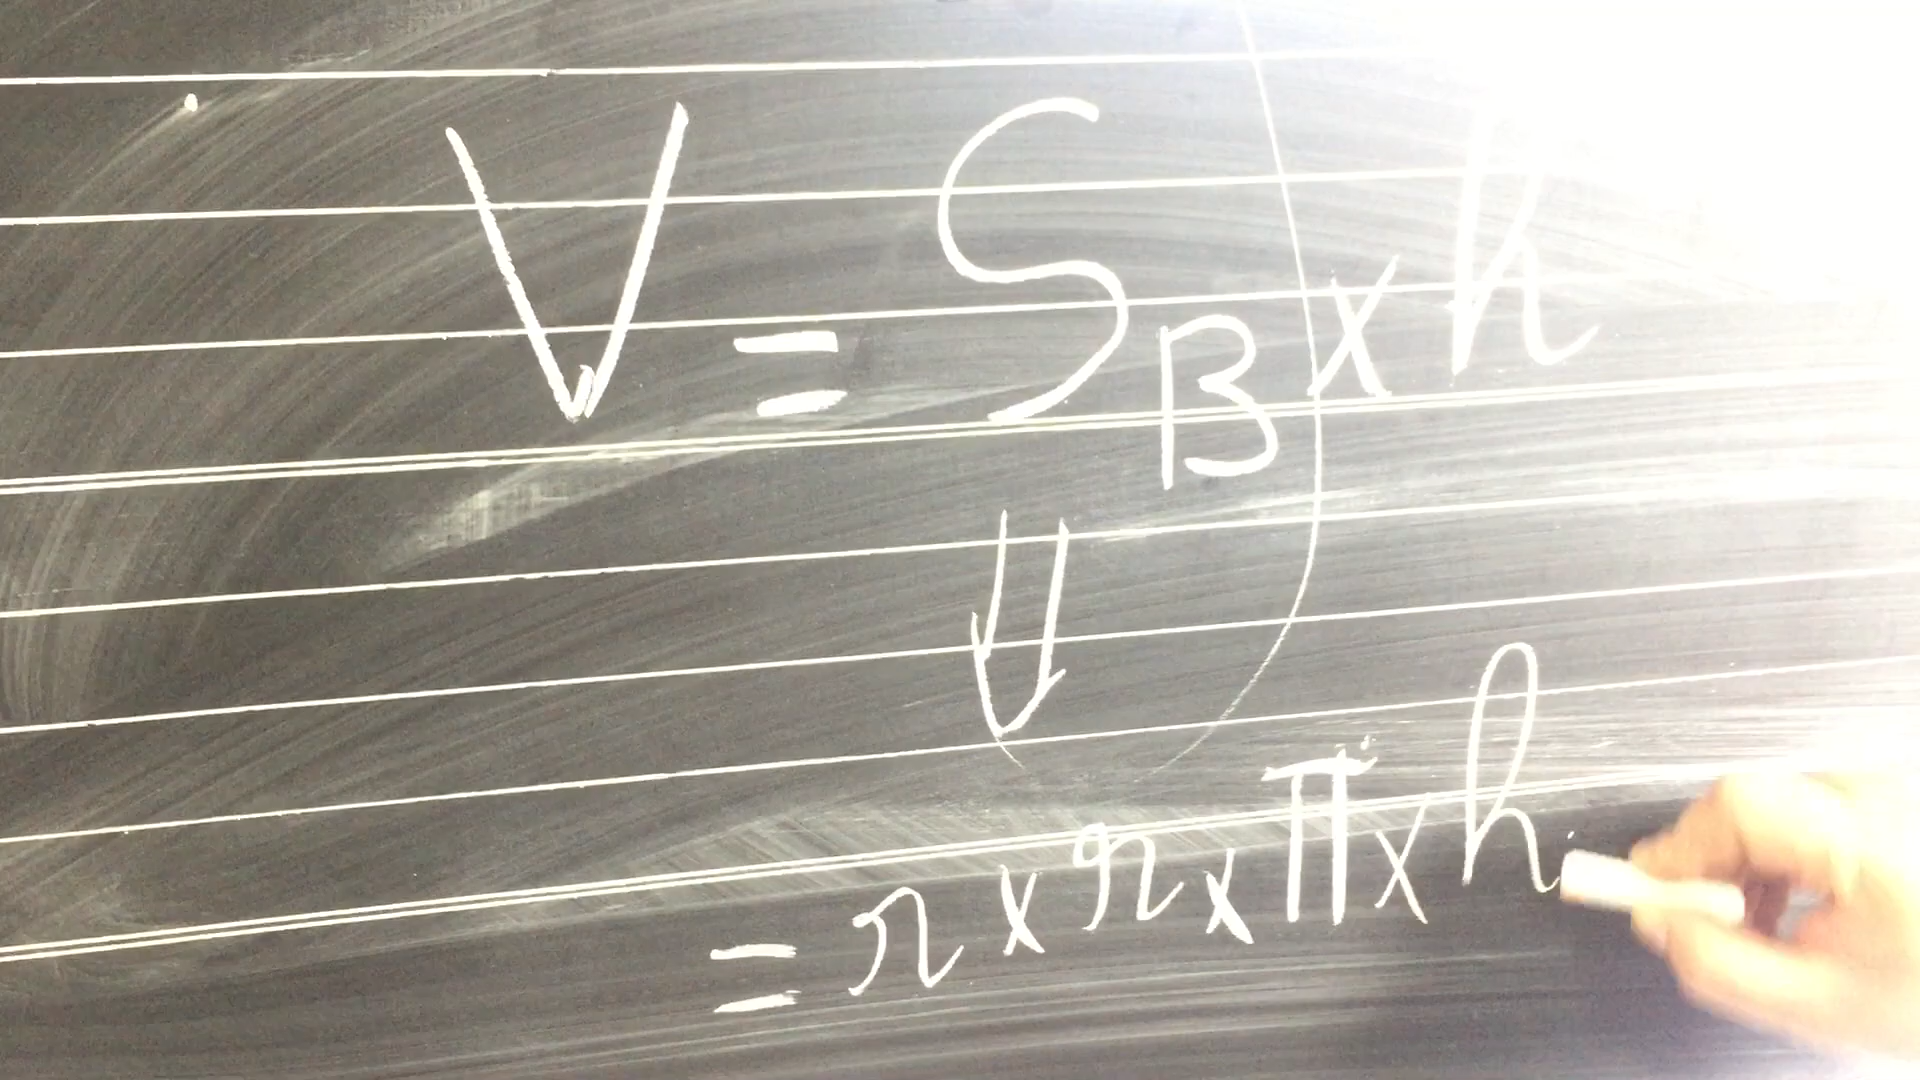 V = S_B x h
⇓
= r x r x π x h